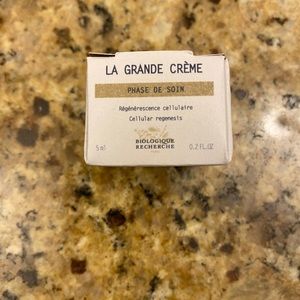 LA GRANDE CRÈME
PHASE DE SOIN
Régénérescence cellulaire
Cellular regenesis
BIOLOGIQUE
RECHERCHE
5 ml 0.2 FL.OZ